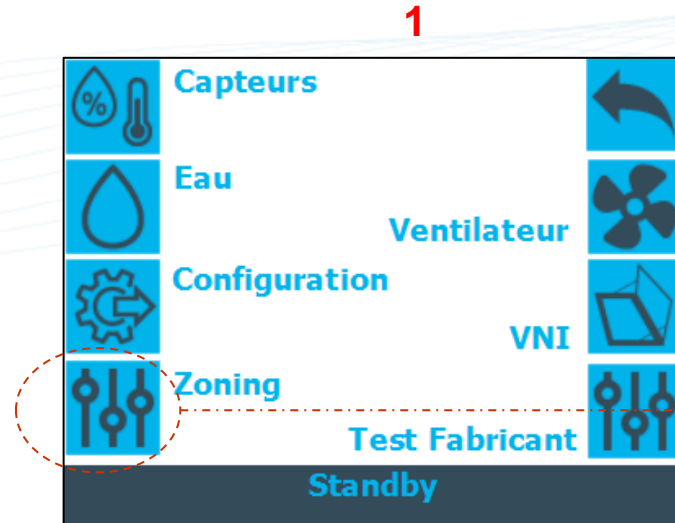 1
Capteurs
%
Eau
Ventilateur
Configuration
VNI
Zoning
Test Fabricant
Standby